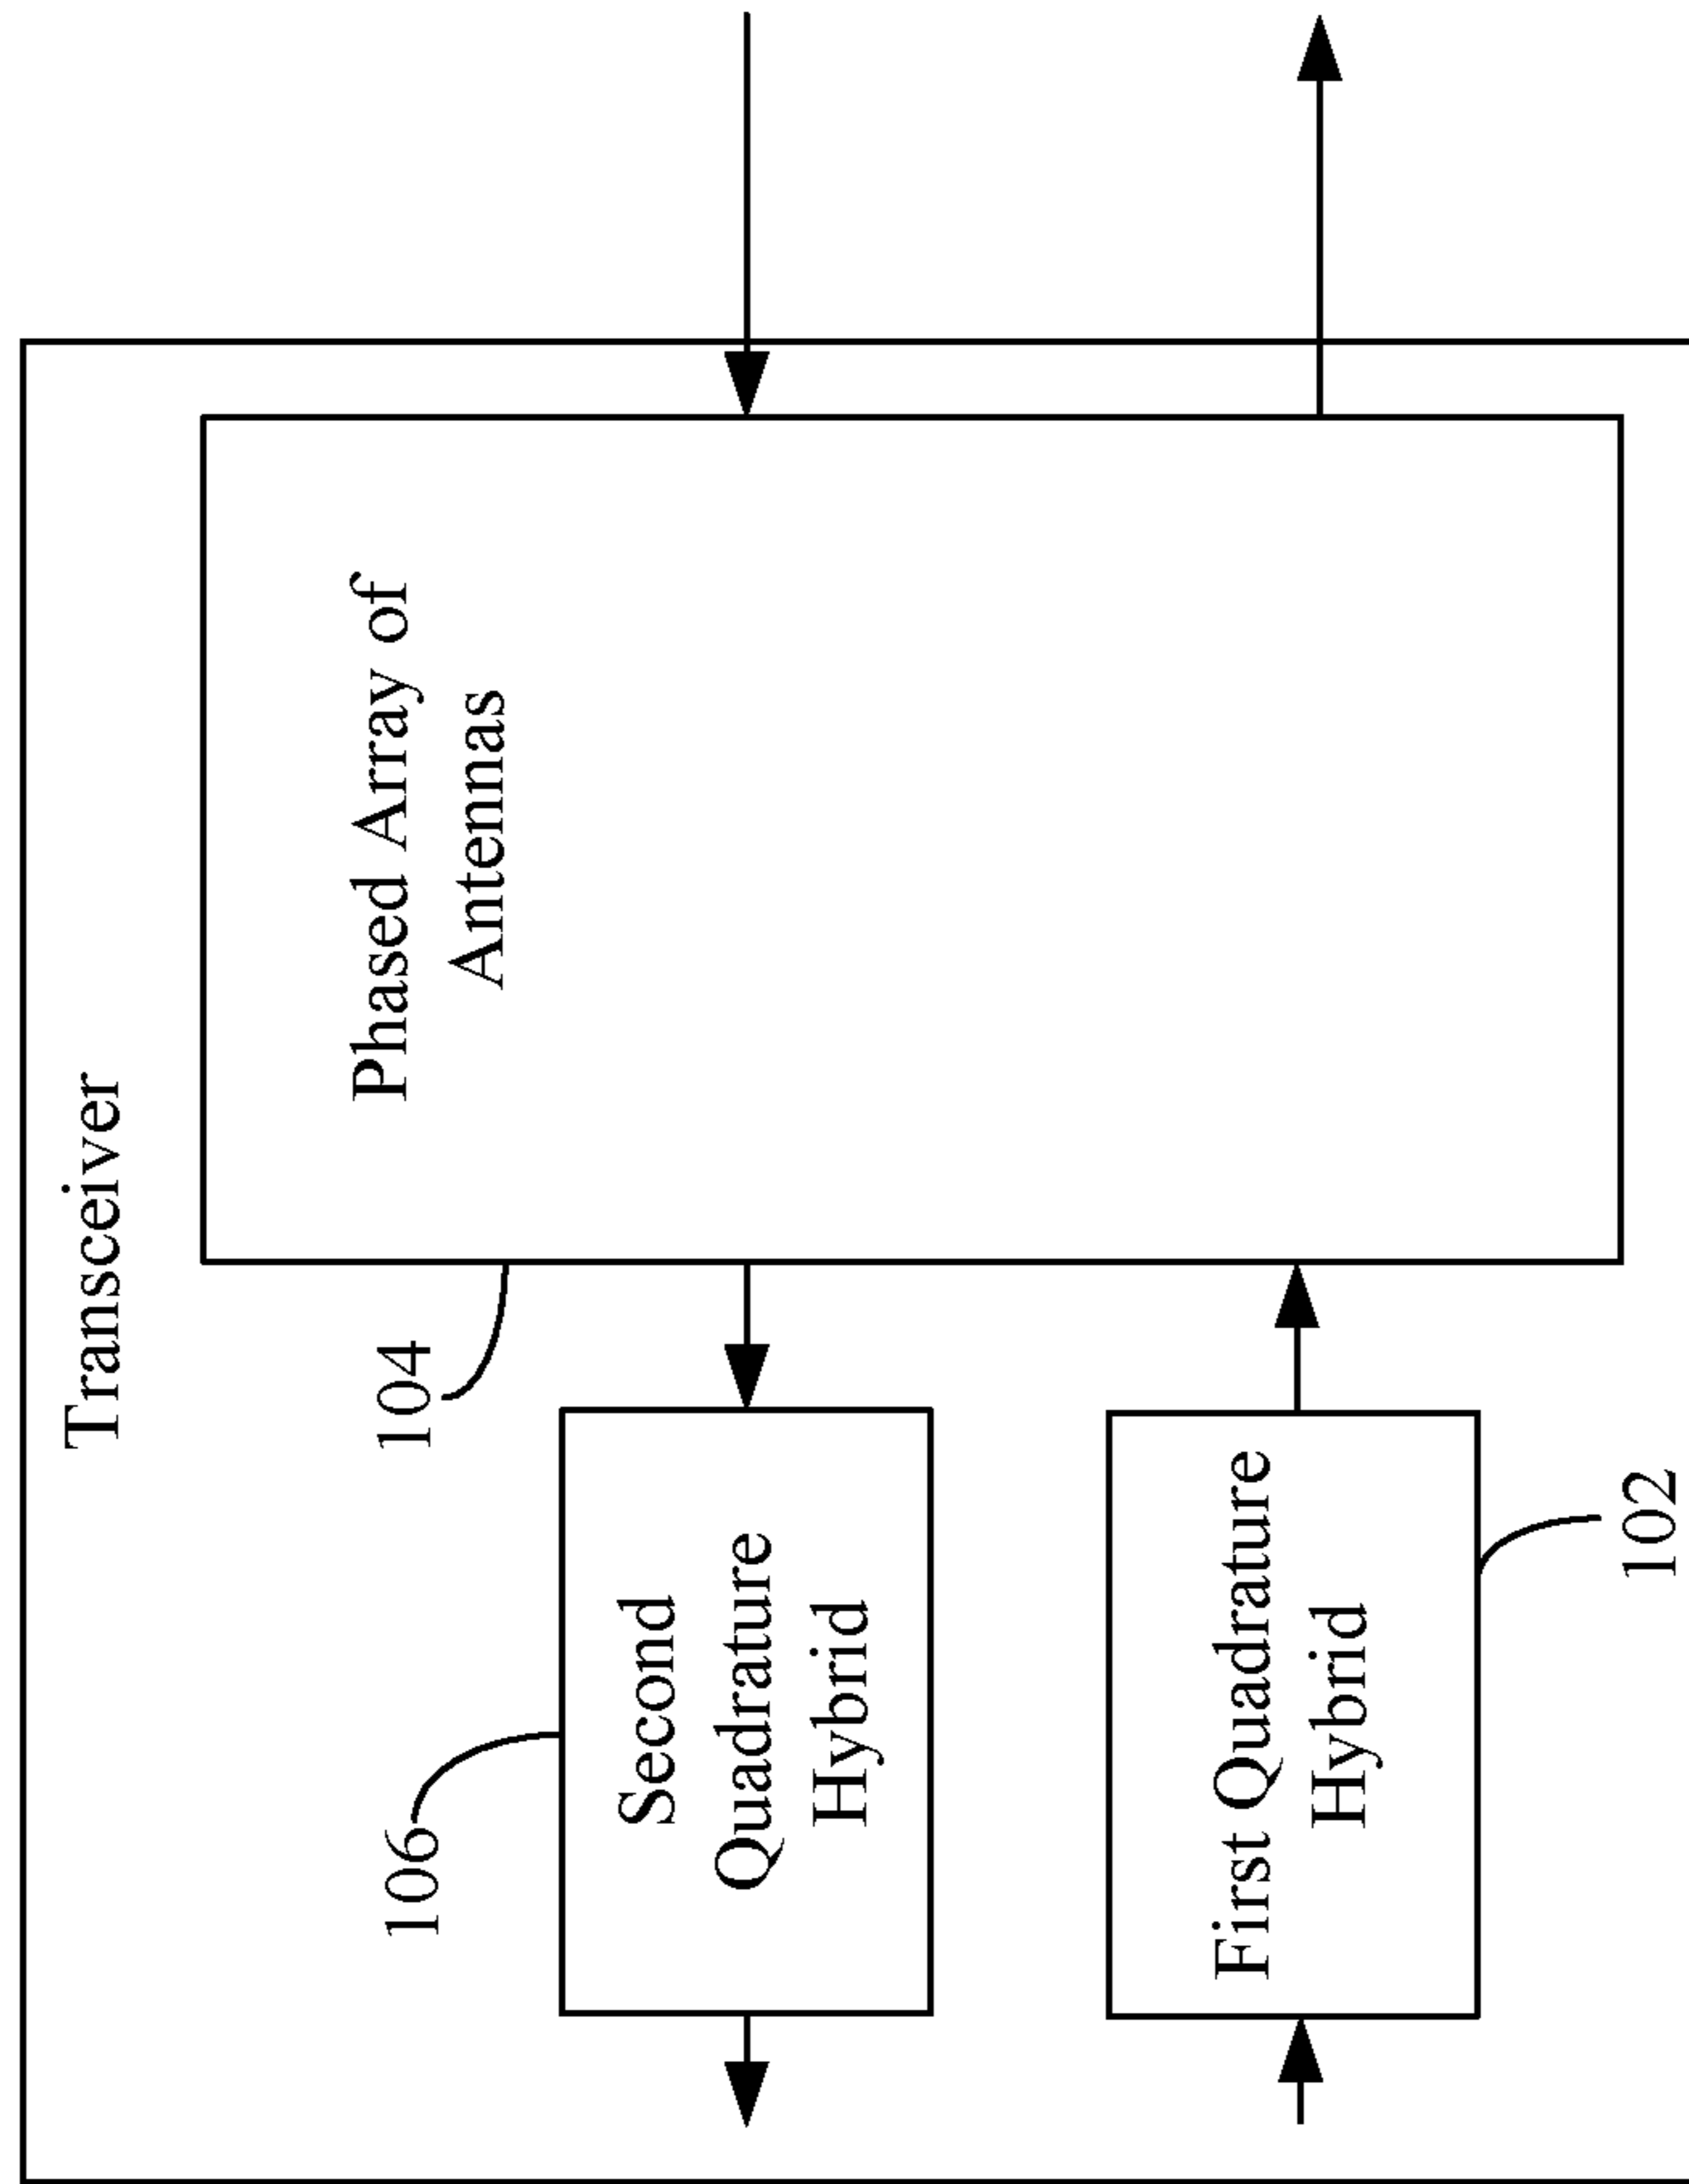 Transceiver
Phased Array of
Antennas
104
106
Second
Quadrature
Hybrid
First Quadrature
Hybrid
102